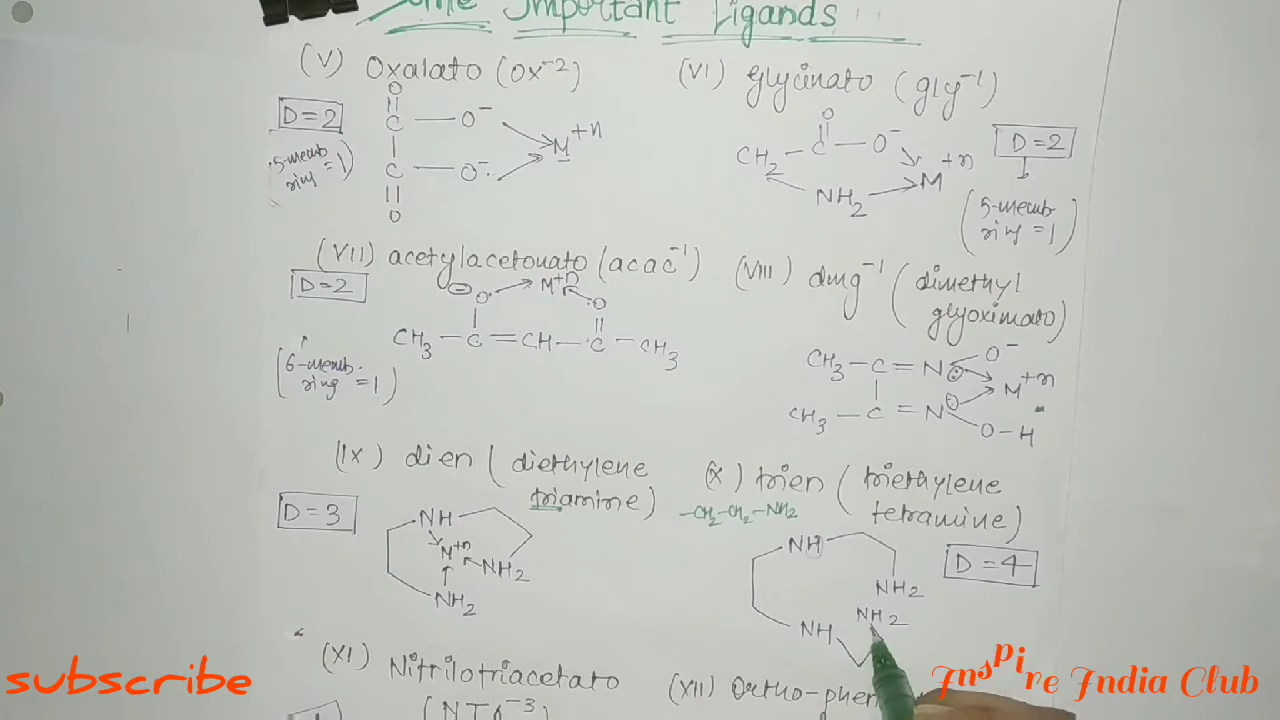 Some Important Ligands
(V) Oxalato (ox⁻²)
D=2
5-memb
ring = 1)
O
C — O⁻
C — O⁻
O
M⁺ⁿ
(VI) glycinato (gly⁻¹)
O
CH₂ — C — O⁻
NH₂
M⁺ⁿ
D=2
(5-memb.
ring = 1)
(VII) acetylacetonato (acac⁻¹)
D=2
M⁺ⁿ
O
O
CH₃ — C = CH — C — CH₃
(6-memb.
ring = 1)
(VIII) dmg⁻¹ (dimethyl
glyoximato)
CH₃ — C = N
O⁻
M⁺ⁿ
CH₃ — C = N
O — H
(IX) dien (diethylene
triamine)
D=3
NH
M⁺ⁿ
NH₂
NH₂
(X) trien (triethylene
tetramine)
-CH₂-CH₂-NH₂
NH
D=4
NH₂
NH₂
NH
(XI) Nitrilotriacetato
(NTA⁻³)
(XII) Ortho-phen
subscribe
Inspire India Club